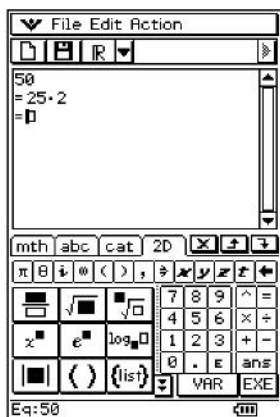 File Edit Action
R
50
=25·2
=
mth abc cat 2D
π θ i ∞ ( ) , ⇒ x y z t ←
√■ ■√□ 7 8 9 ^ =
4 5 6 × ÷
x■ e■ log■□ 1 2 3 + −
|■| ( ) {list} 0 . E ans
VAR EXE
Eq:50